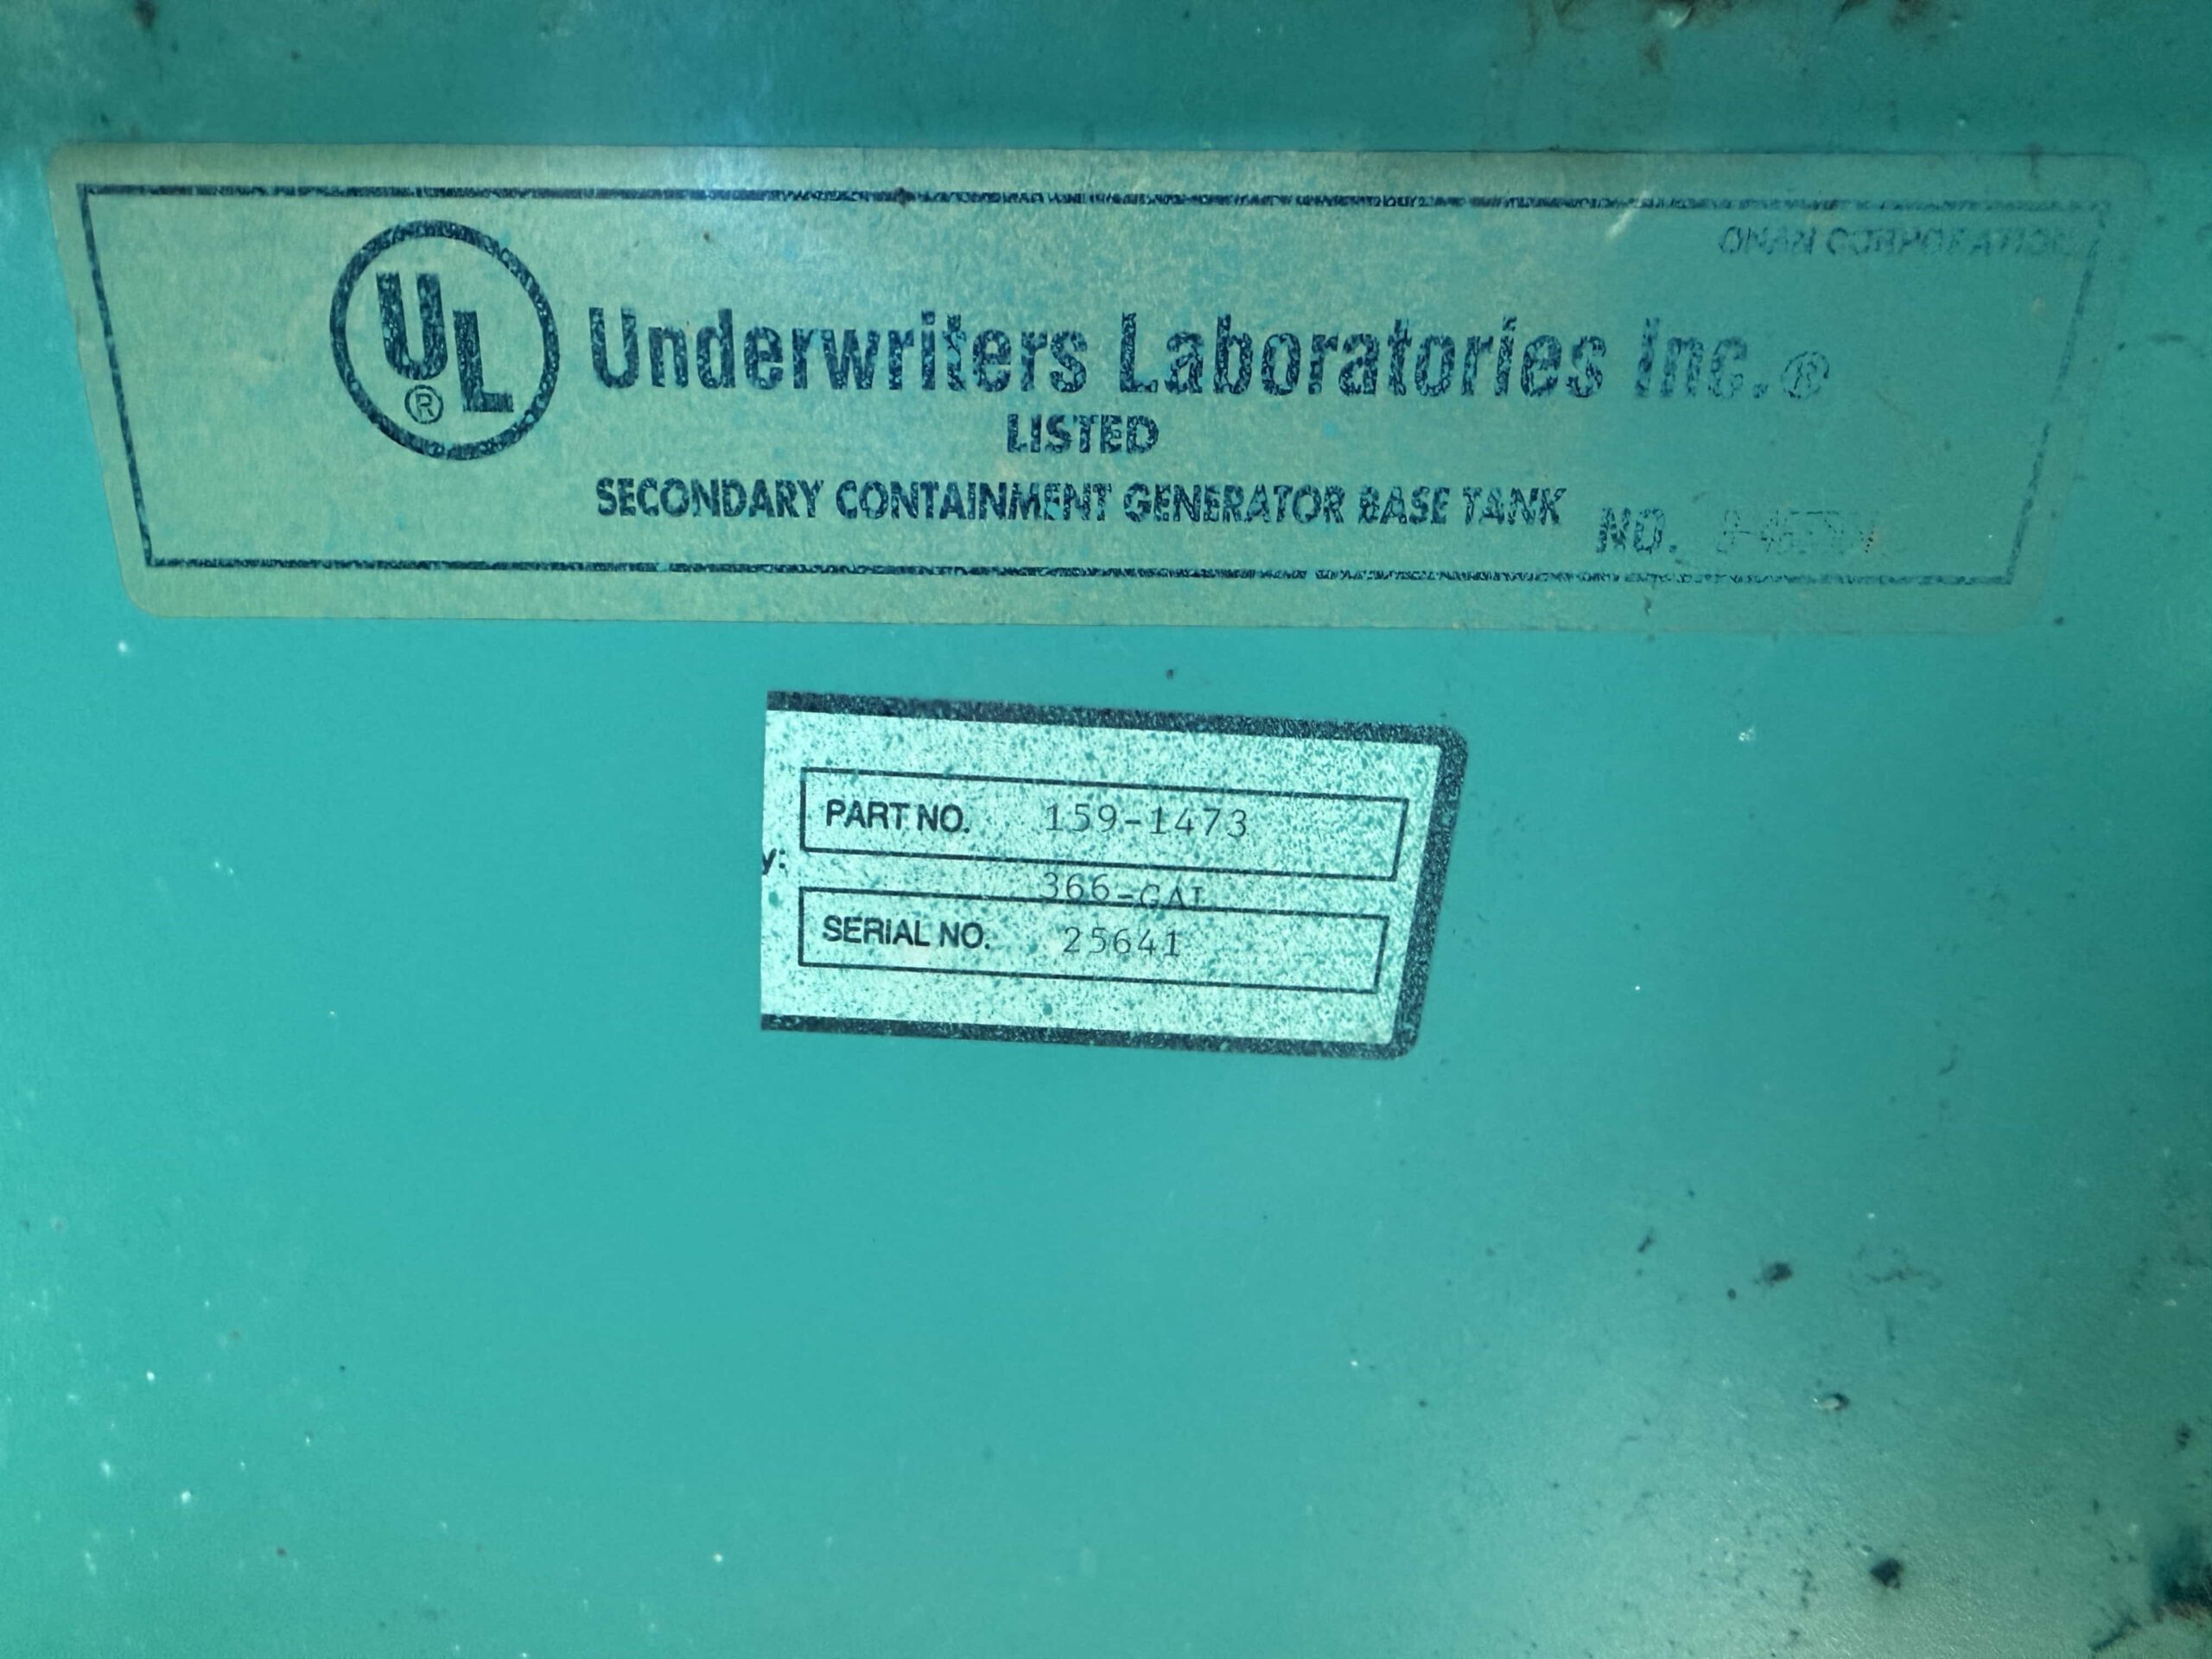 ONAN CORPORATION
UL ® Underwriters Laboratories Inc.®
LISTED
SECONDARY CONTAINMENT GENERATOR BASE TANK NO.
PART NO. 159-1473
y: 366-GAL
SERIAL NO. 25641